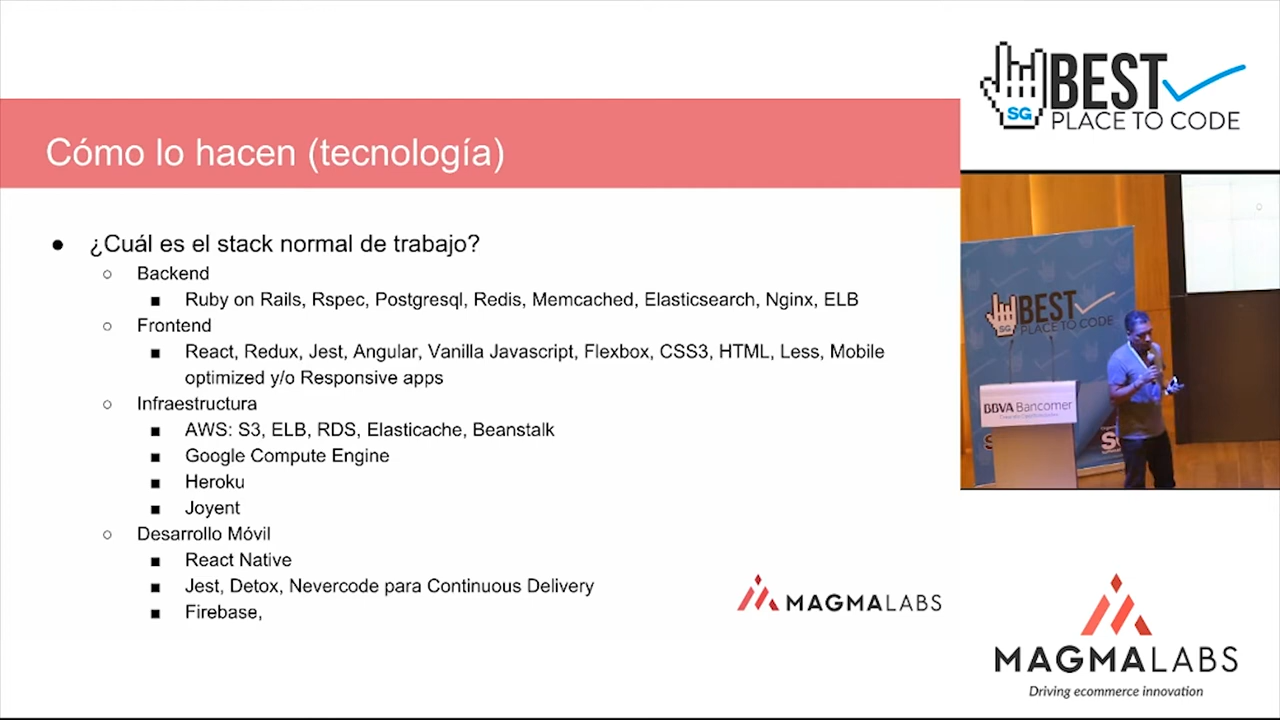 Cómo lo hacen (tecnología)
● ¿Cuál es el stack normal de trabajo?
○ Backend
■ Ruby on Rails, Rspec, Postgresql, Redis, Memcached, Elasticsearch, Nginx, ELB
○ Frontend
■ React, Redux, Jest, Angular, Vanilla Javascript, Flexbox, CSS3, HTML, Less, Mobile
optimized y/o Responsive apps
○ Infraestructura
■ AWS: S3, ELB, RDS, Elasticache, Beanstalk
■ Google Compute Engine
■ Heroku
■ Joyent
○ Desarrollo Móvil
■ React Native
■ Jest, Detox, Nevercode para Continuous Delivery
■ Firebase,
MAGMALABS
SG BEST
PLACE TO CODE
SG BEST
PLACE TO CODE
BBVA Bancomer
MAGMALABS
Driving ecommerce innovation